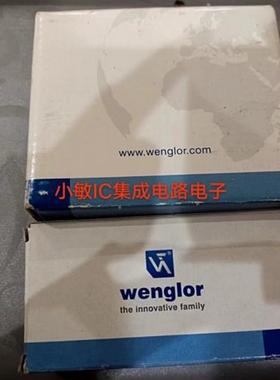 www.wenglor.com
小敏IC集成电路电子
wenglor
the innovative family